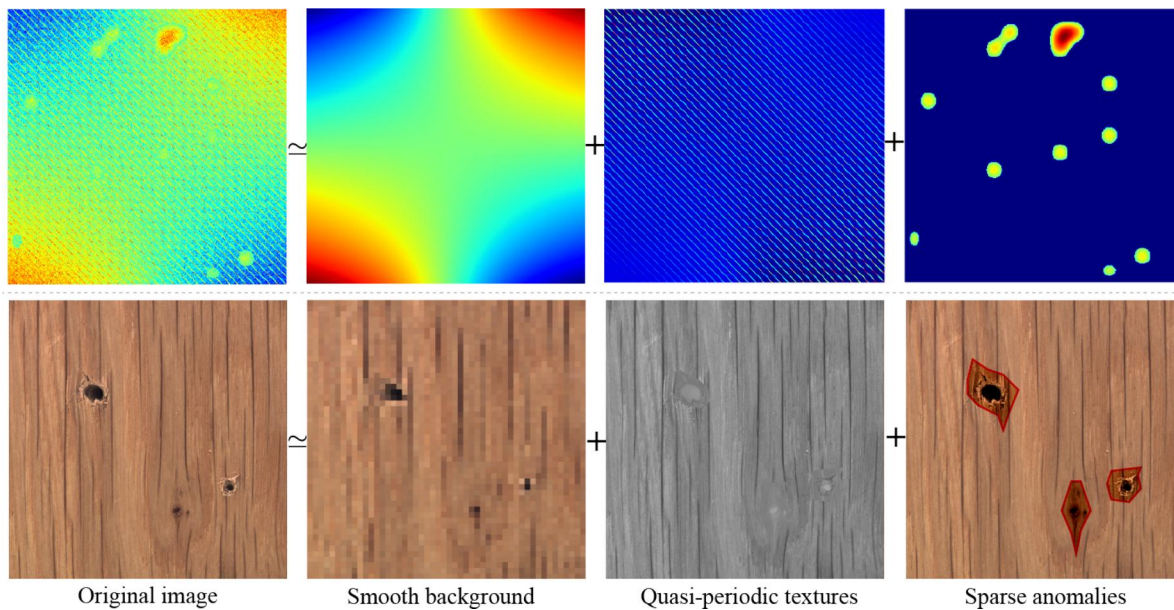 ≅ + +
≅ + +
Original image Smooth background Quasi-periodic textures Sparse anomalies